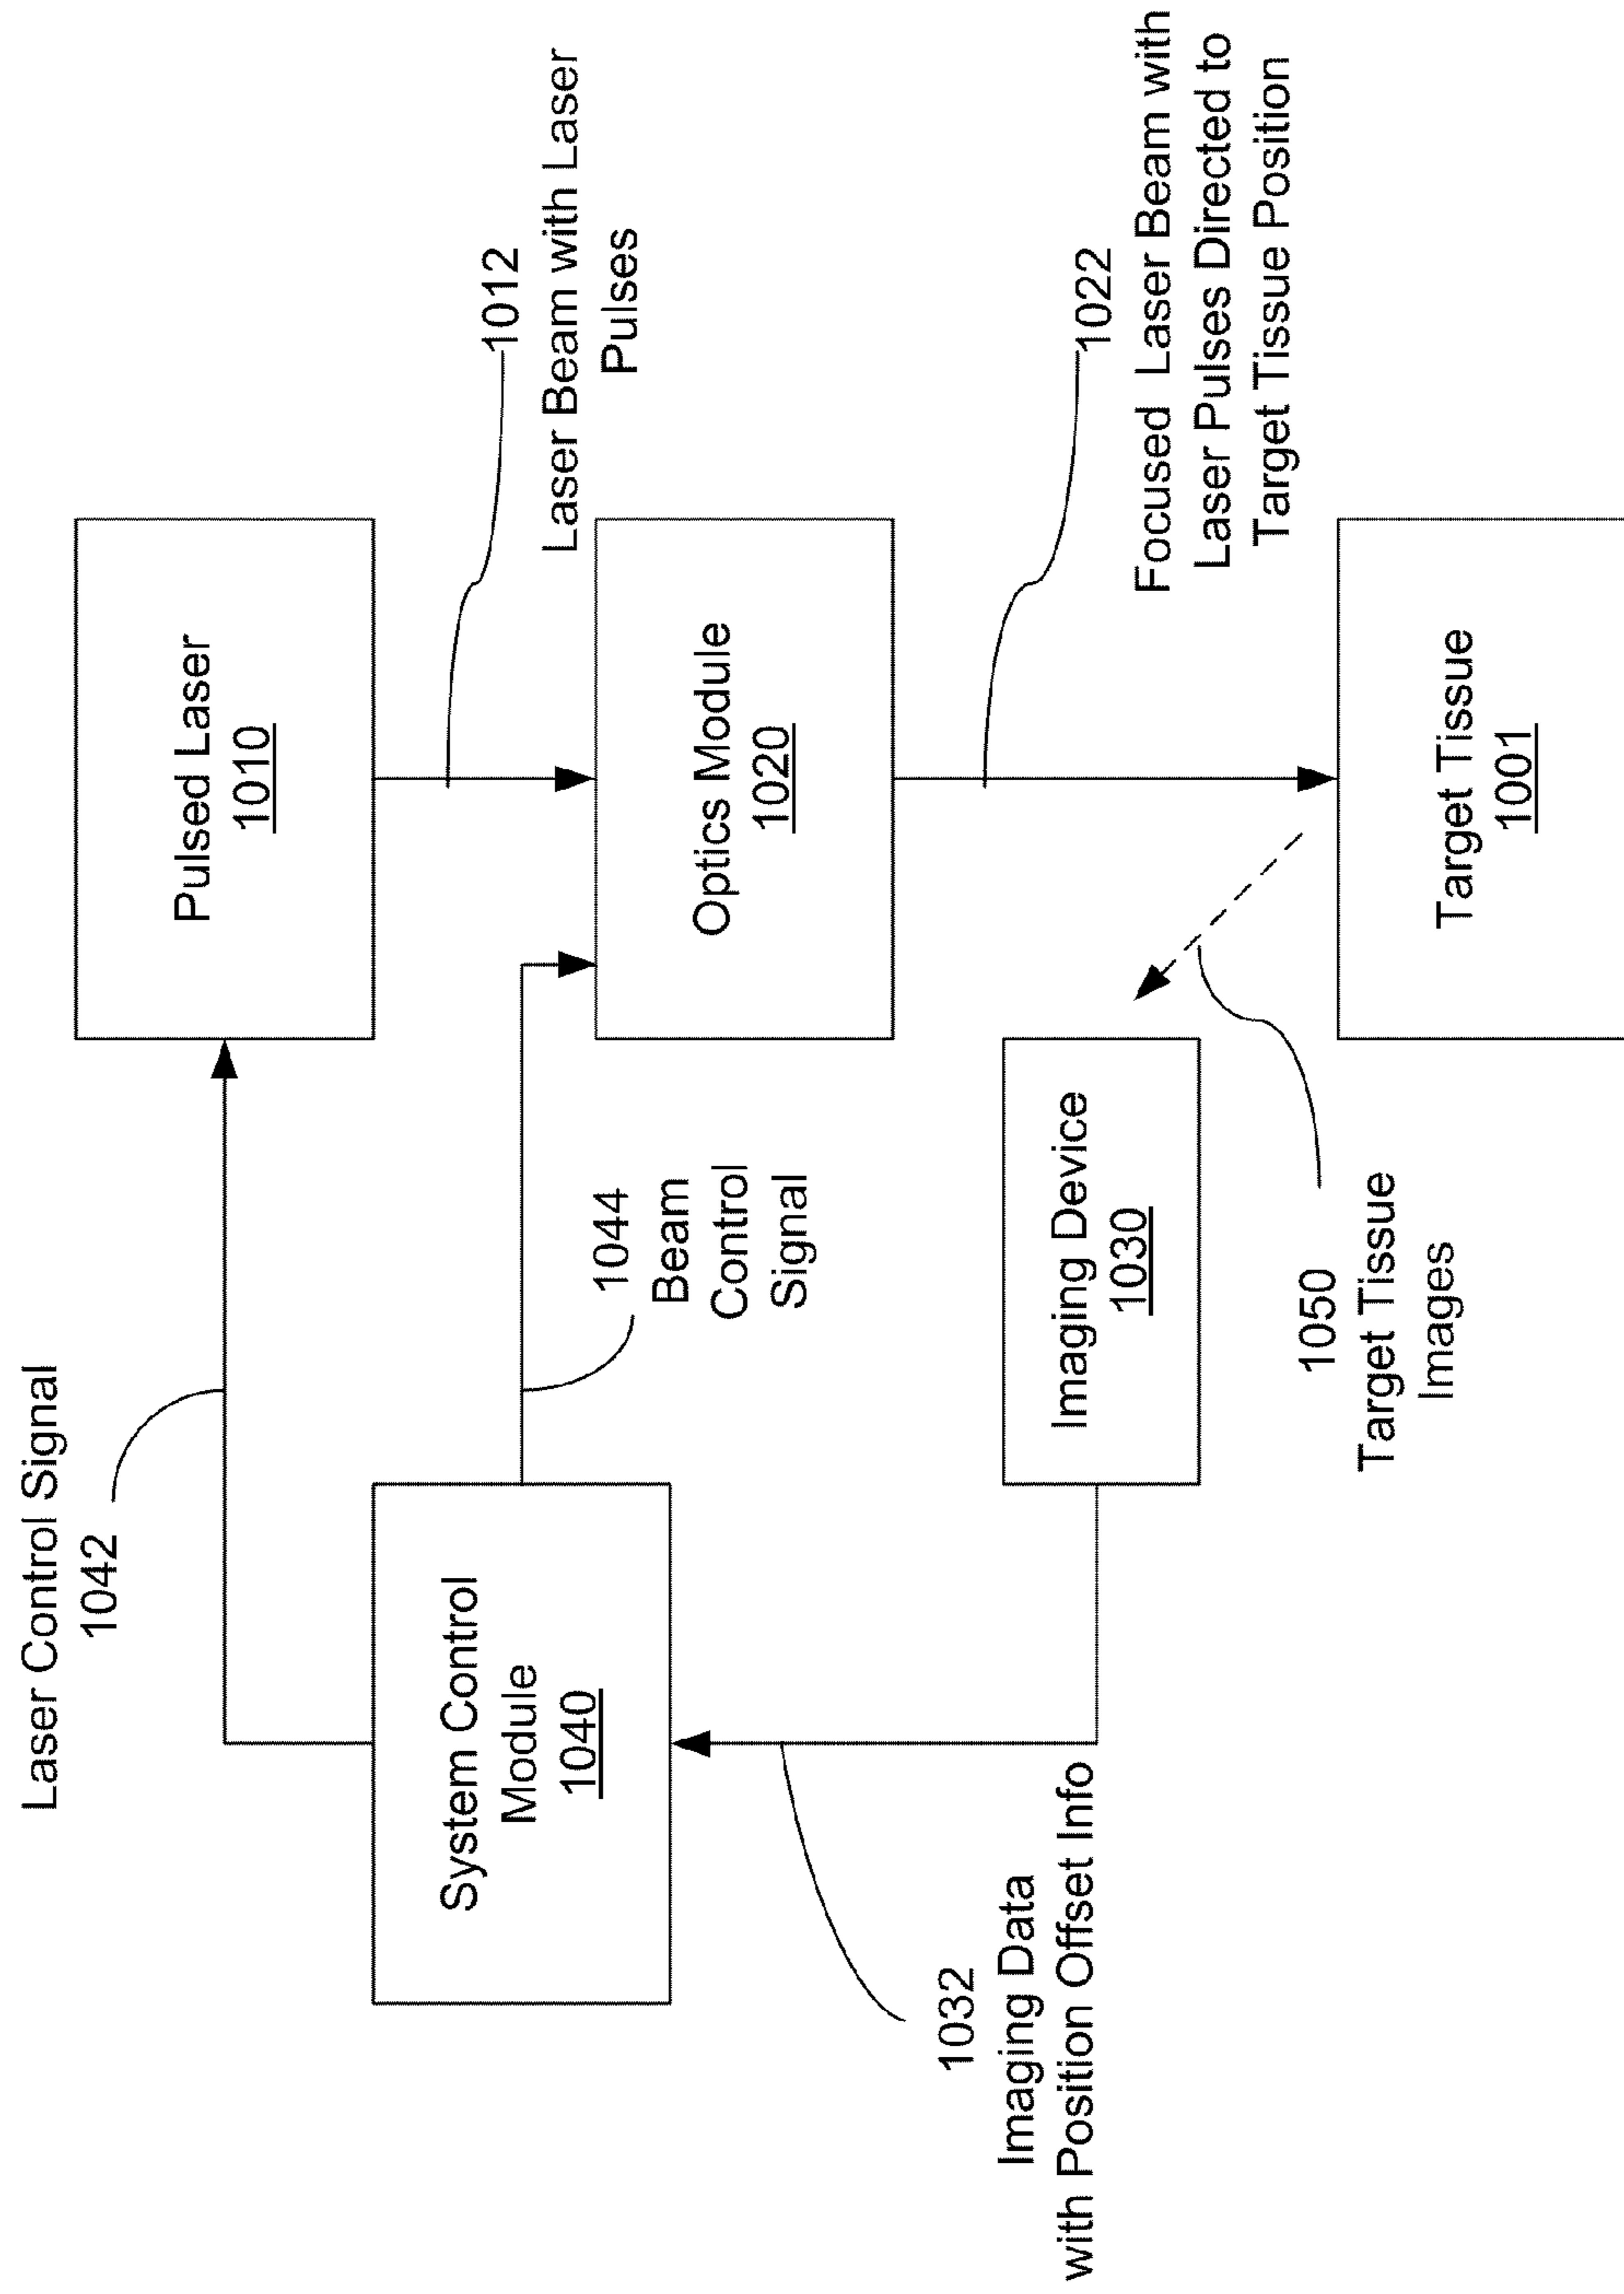 Laser Control Signal
1042
Pulsed Laser
1010
1012
Laser Beam with Laser
Pulses
System Control
Module
1040
1044
Beam
Control
Signal
Optics Module
1020
1032
Imaging Data
with Position Offset Info
Imaging Device
1030
1022
Focused Laser Beam with
Laser Pulses Directed to
Target Tissue Position
1050
Target Tissue
Images
Target Tissue
1001